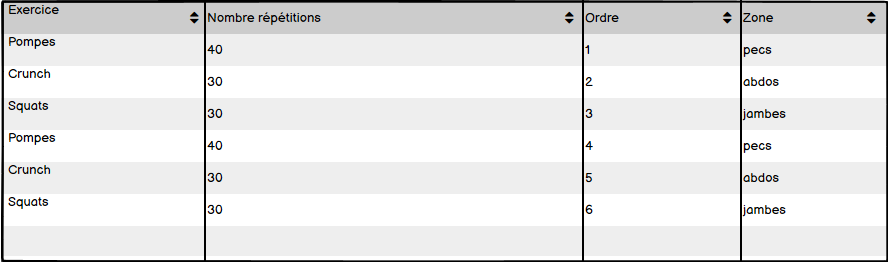 Exercice Nombre répétitions Ordre Zone
Pompes 40 1 pecs
Crunch 30 2 abdos
Squats 30 3 jambes
Pompes 40 4 pecs
Crunch 30 5 abdos
Squats 30 6 jambes